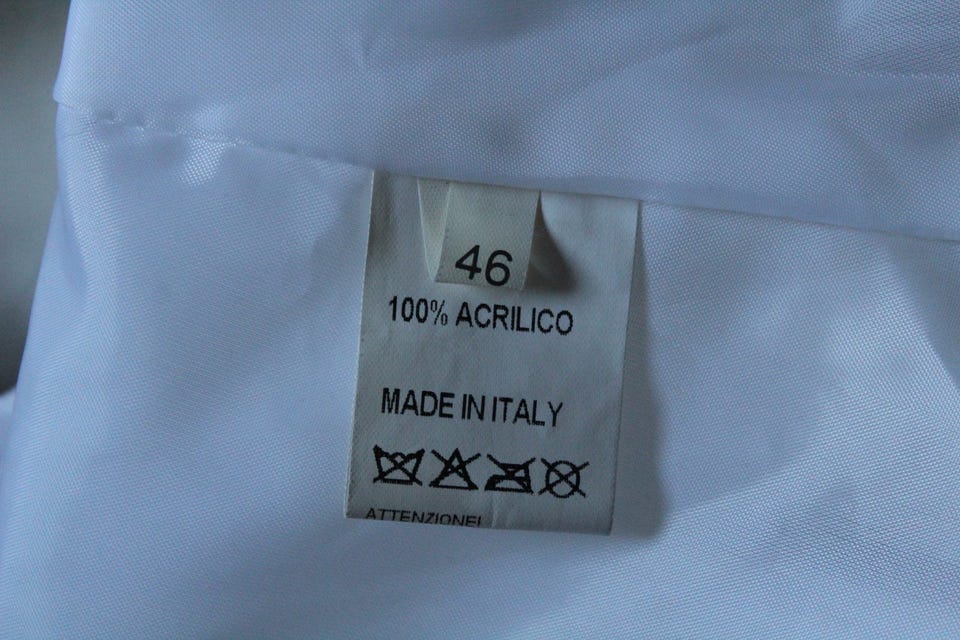 46
100% ACRILICO
MADE IN ITALY
ATTENZIONE!